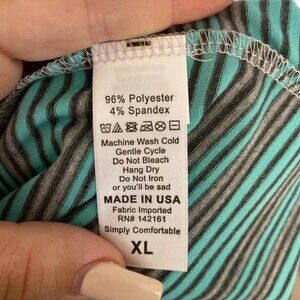 96% Polyester
4% Spandex
Machine Wash Cold
Gentle Cycle
Do Not Bleach
Hang Dry
Do Not Iron
or you'll be sad
MADE IN USA
Fabric Imported
RN# 142161
Simply Comfortable
XL